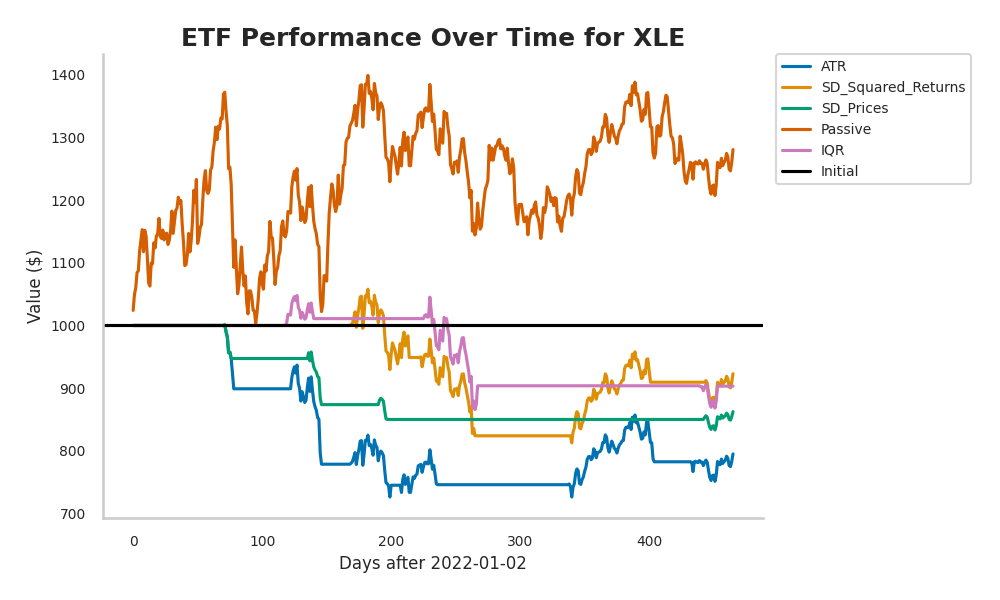 ETF Performance Over Time for XLE
Value ($)
1400
1300
1200
1100
1000
900
800
700
0
100
200
300
400
Days after 2022-01-02
ATR
SD_Squared_Returns
SD_Prices
Passive
IQR
Initial